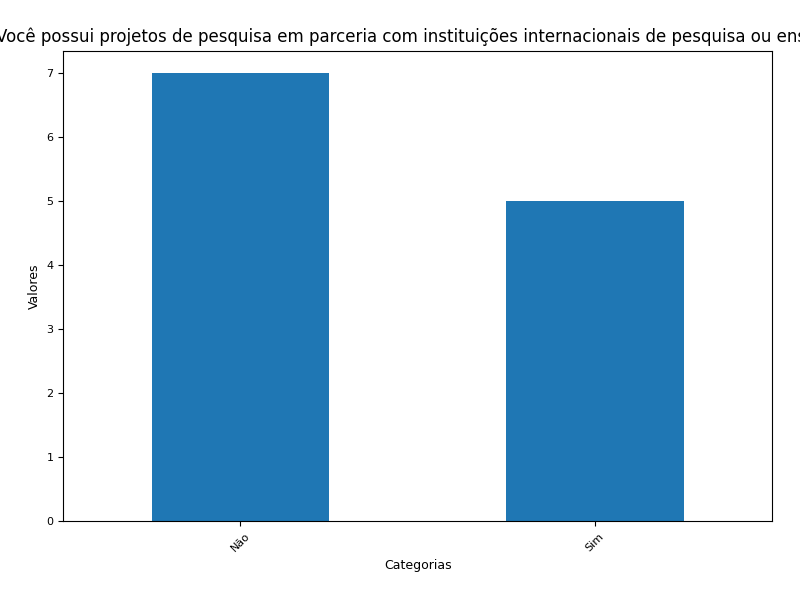 Você possui projetos de pesquisa em parceria com instituições internacionais de pesquisa ou
7
6
5
4
3
2
1
0
Valores
Não
Sim
Categorias